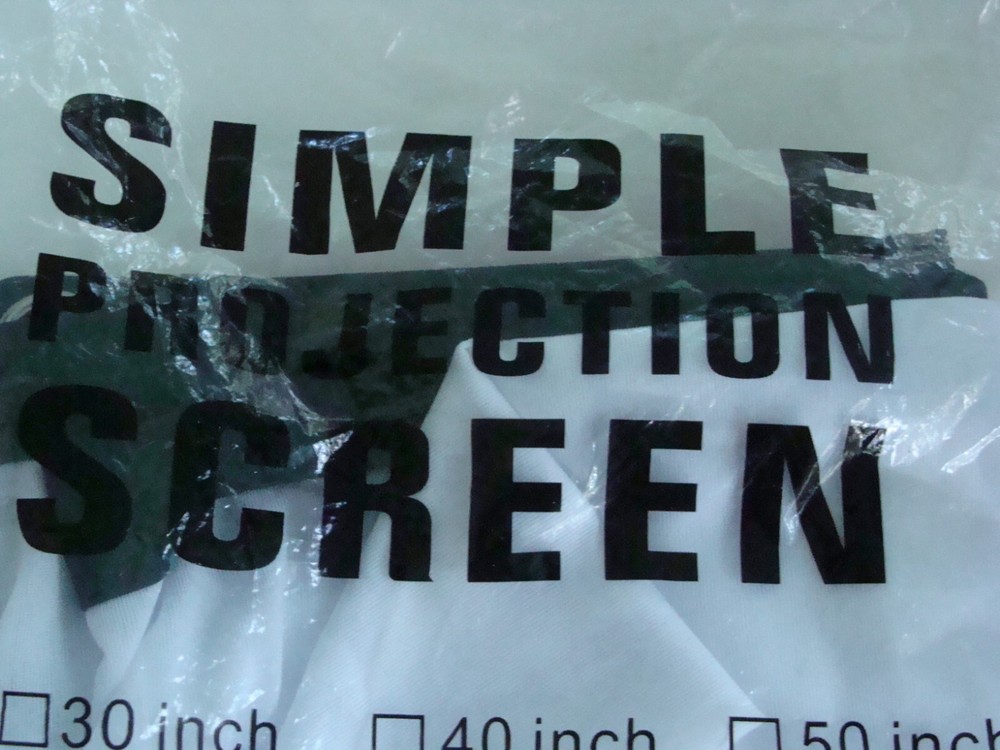 SIMPLE
PROJECTION
SCREEN
☐30 inch ☐40 inch ☐50 inch